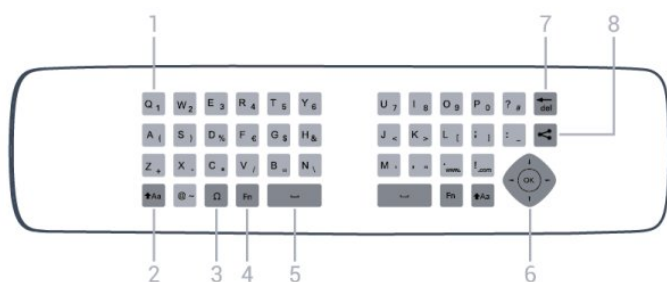 1 7 8
Q 1 W 2 E 3 R 4 T 5 Y 6 U 7 I 8 O 9 P 0 ? # del
A ( S ) D % F € G $ H & J < K > L [ ; ] : _
Z + X - C * V / B = N \ M ' , " . www. ! .com
Aa @ ~ Ω Fn Fn Aa OK
2 3 4 5 6